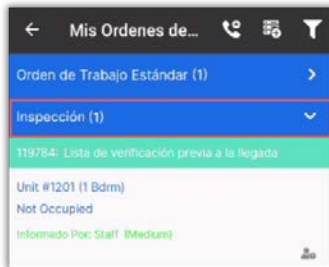 Mis Ordenes de...
Orden de Trabajo Estándar (1)
Inspección (1)
119784: Lista de verificación previa a la llegada
Unit #1201 (1 Bdrm)
Not Occupied
Informado Por: Staff (Medium)